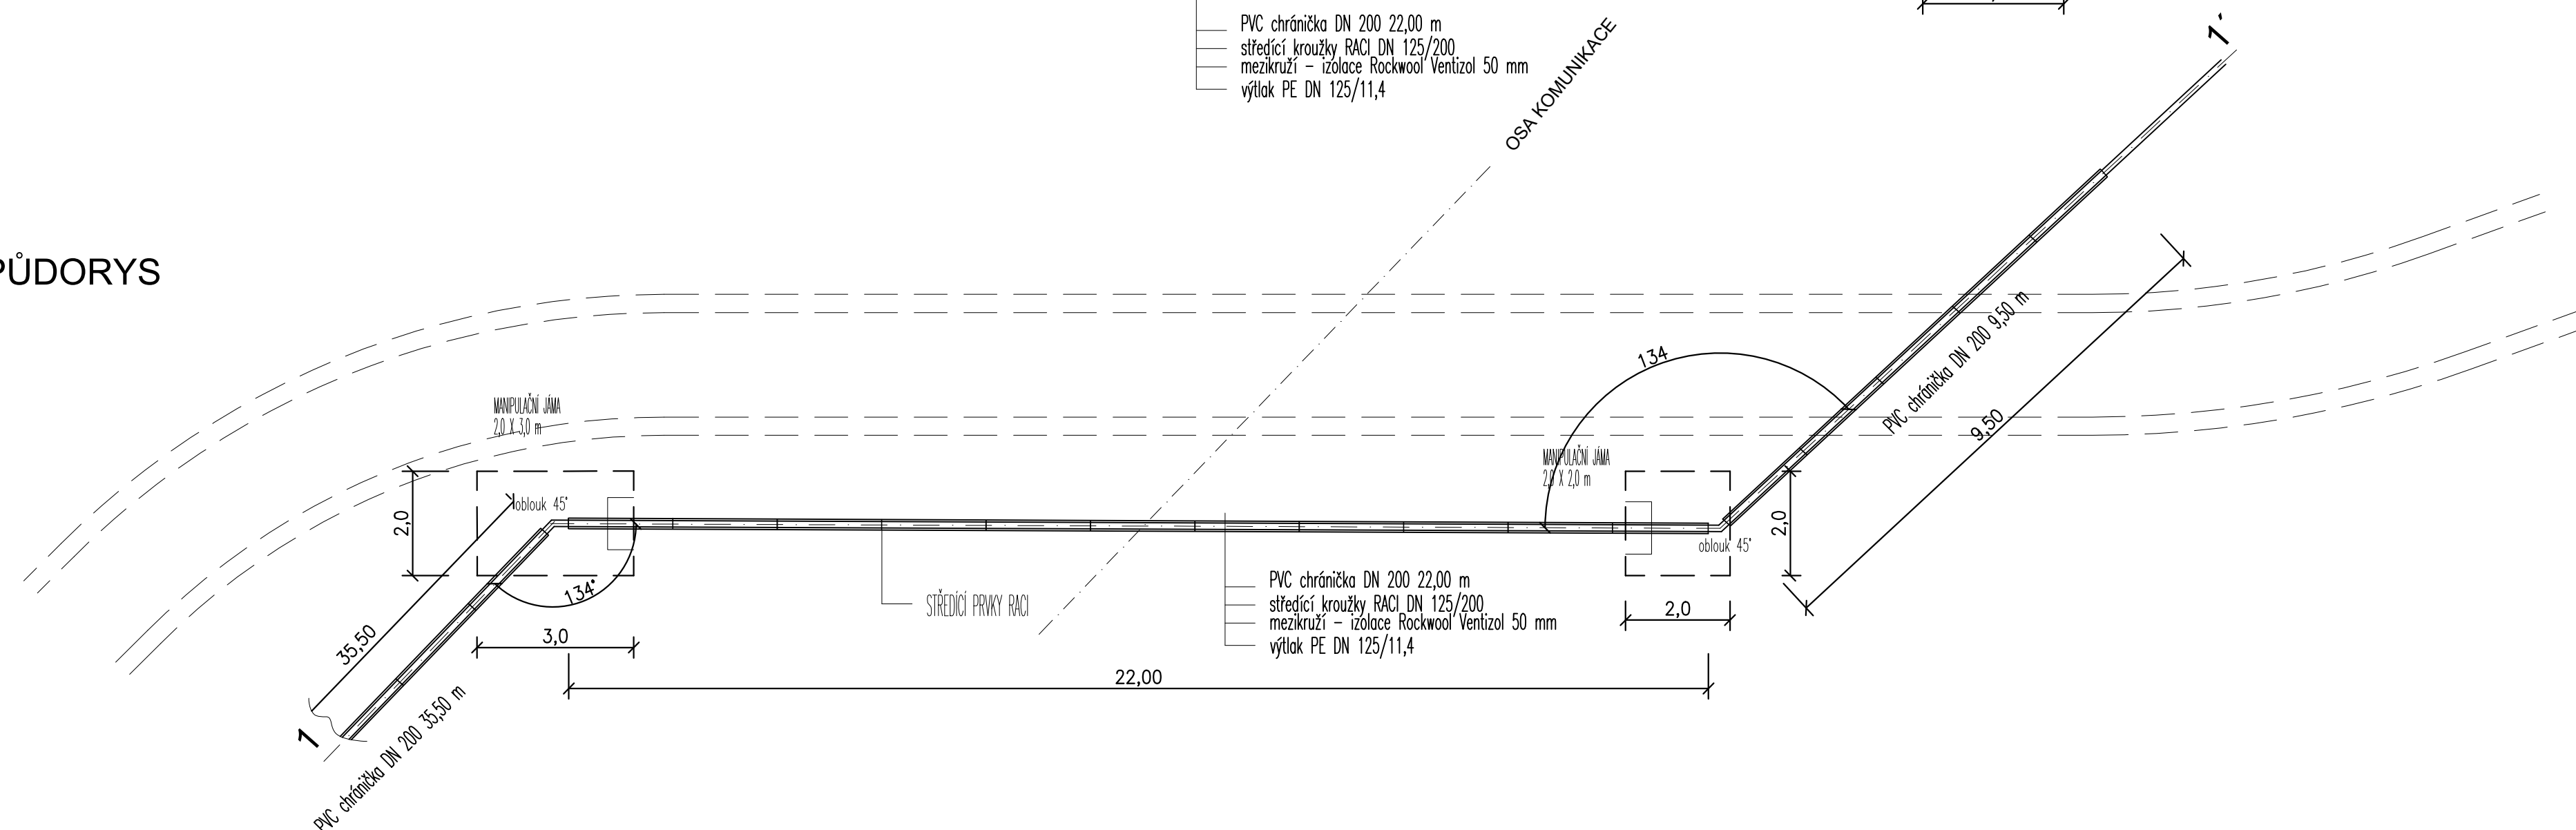 PVC chránička DN 200 22,00 m
středící kroužky RACI DN 125/200
mezikruží – izolace Rockwool Ventizol 50 mm
výtlak PE DN 125/11,4
OSA KOMUNIKACE
1'
PŮDORYS
134
PVC chránička DN 200 9,50 m
9,50
MANIPULAČNÍ JÁMA
2,0 X 3,0 m
MANIPULAČNÍ JÁMA
2,0 X 2,0 m
oblouk 45°
2,0
2,0
oblouk 45°
134°
STŘEDÍCÍ PRVKY RACI
PVC chránička DN 200 22,00 m
středící kroužky RACI DN 125/200
mezikruží – izolace Rockwool Ventizol 50 mm
výtlak PE DN 125/11,4
2,0
35,50
3,0
22,00
1
PVC chránička DN 200 35,50 m